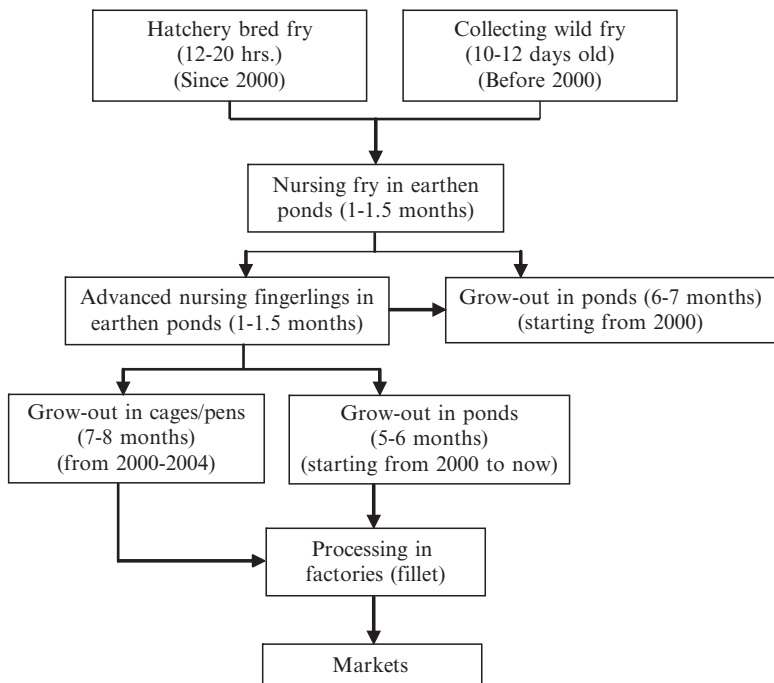 Hatchery bred fry
(12-20 hrs.)
(Since 2000)
Collecting wild fry
(10-12 days old)
(Before 2000)
Nursing fry in earthen
ponds (1-1.5 months)
Advanced nursing fingerlings in
earthen ponds (1-1.5 months)
Grow-out in ponds (6-7 months)
(starting from 2000)
Grow-out in cages/pens
(7-8 months)
(from 2000-2004)
Grow-out in ponds
(5-6 months)
(starting from 2000 to now)
Processing in
factories (fillet)
Markets